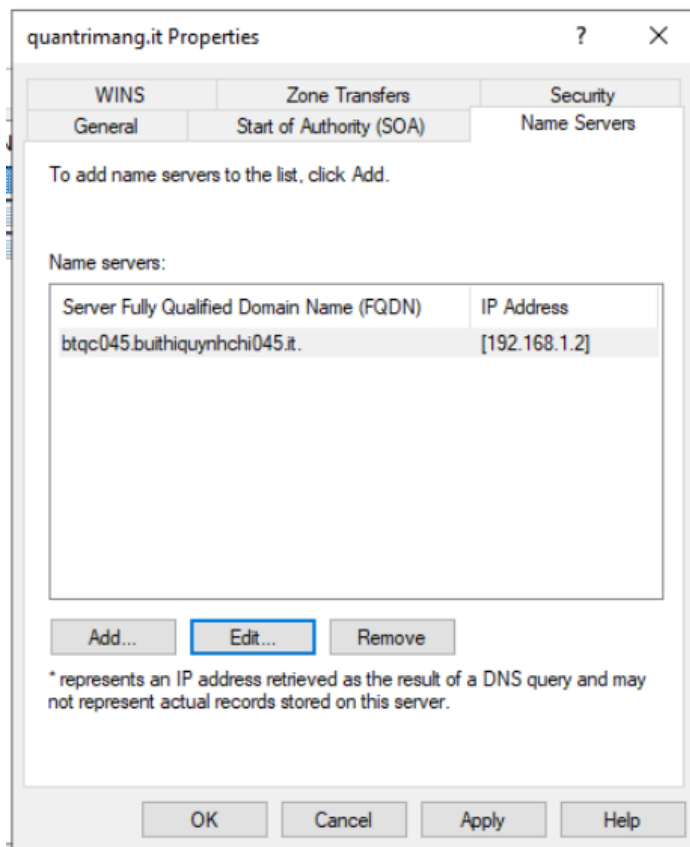 quantrimang.it Properties
?
WINS
Zone Transfers
Security
General
Start of Authority (SOA)
Name Servers
To add name servers to the list, click Add.
Name servers:
Server Fully Qualified Domain Name (FQDN)
IP Address
btqc045.buithiquynhchi045.it.
[192.168.1.2]
Add...
Edit...
Remove
* represents an IP address retrieved as the result of a DNS query and may
not represent actual records stored on this server.
OK
Cancel
Apply
Help